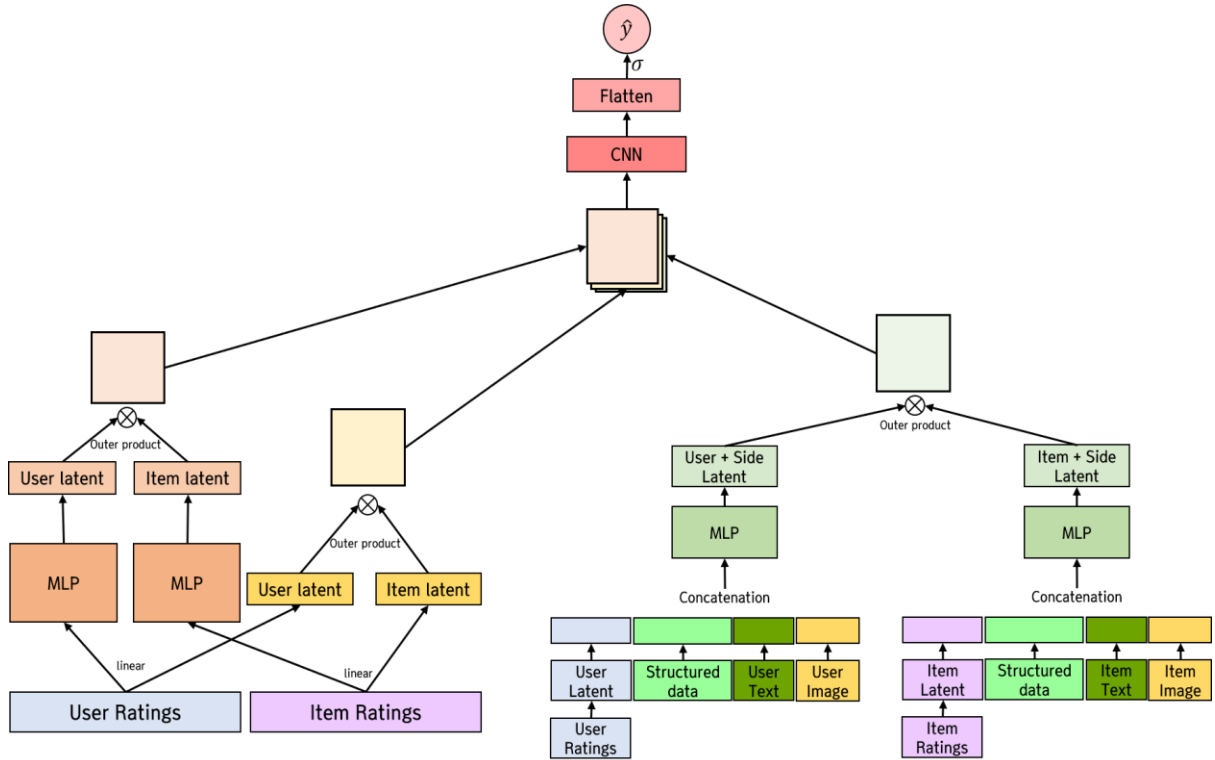 ŷ
σ
Flatten
CNN
Outer product
User latent
Item latent
MLP
MLP
Outer product
User latent
Item latent
linear
linear
User Ratings
Item Ratings
Outer product
User + Side
Latent
Item + Side
Latent
MLP
MLP
Concatenation
Concatenation
User
Latent
Structured
data
User
Text
User
Image
User
Ratings
Item
Latent
Structured
data
Item
Text
Item
Image
Item
Ratings